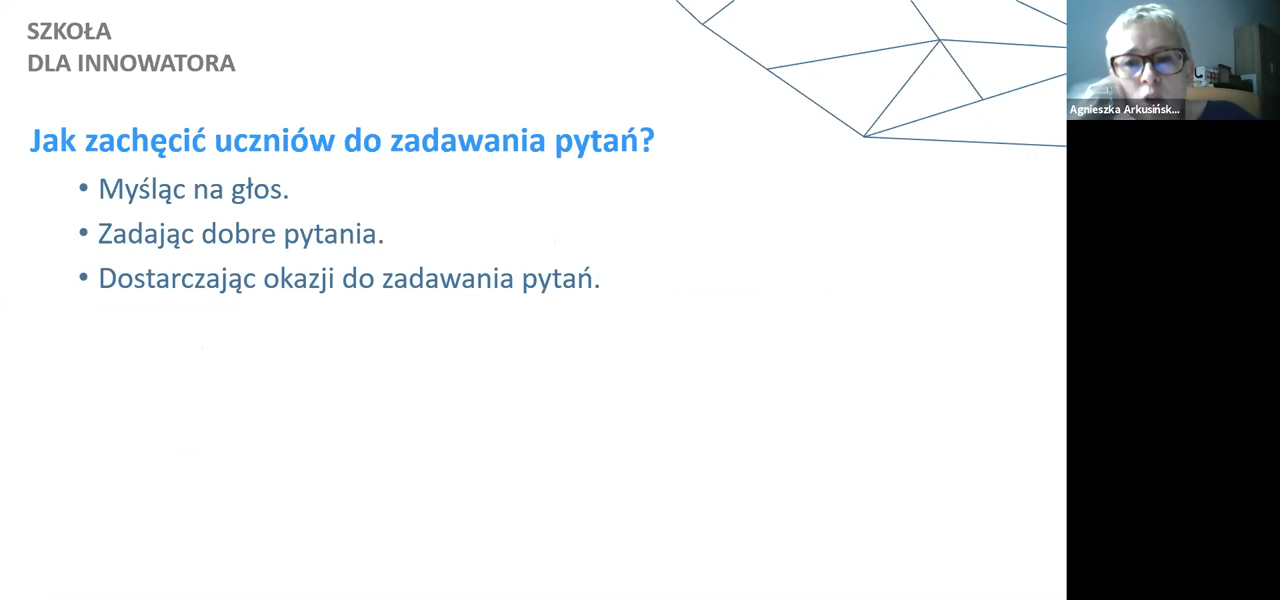 SZKOŁA
DLA INNOWATORA
Jak zachęcić uczniów do zadawania pytań?
• Myśląc na głos.
• Zadając dobre pytania.
• Dostarczając okazji do zadawania pytań.
Agnieszka Arkusińsk...